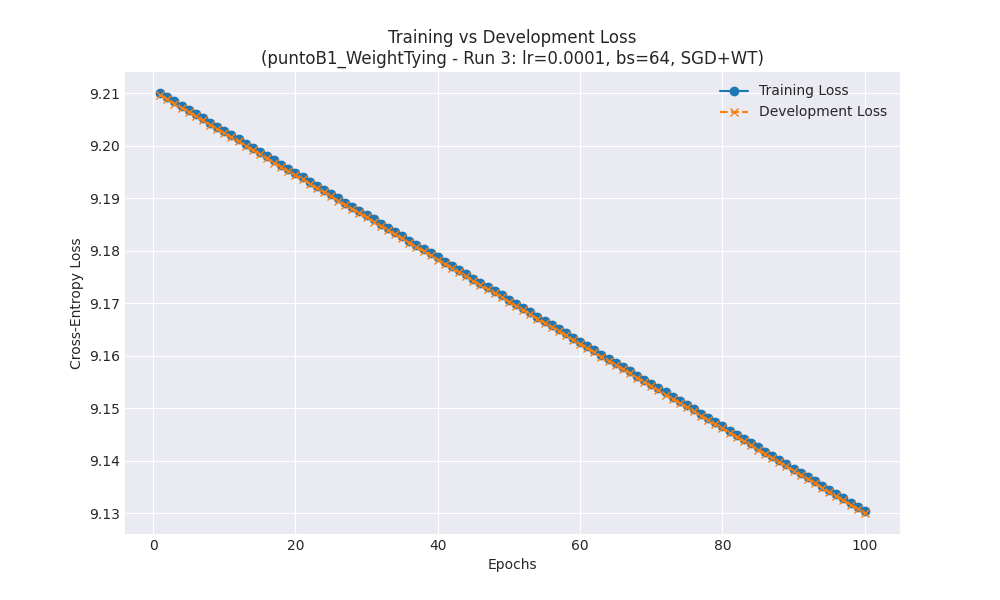 Training vs Development Loss
(puntoB1_WeightTying - Run 3: lr=0.0001, bs=64, SGD+WT)
Training Loss
Development Loss
9.21
9.20
9.19
9.18
9.17
9.16
9.15
9.14
9.13
Cross-Entropy Loss
0 20 40 60 80 100
Epochs